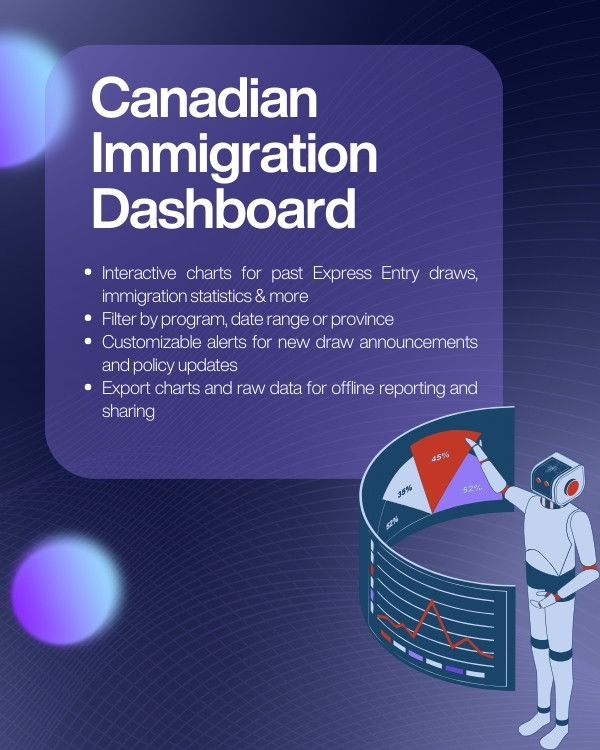 Canadian
Immigration
Dashboard
• Interactive charts for past Express Entry draws,
immigration statistics & more
• Filter by program, date range or province
• Customizable alerts for new draw announcements
and policy updates
• Export charts and raw data for offline reporting and
sharing
45%
35%
52%
52%